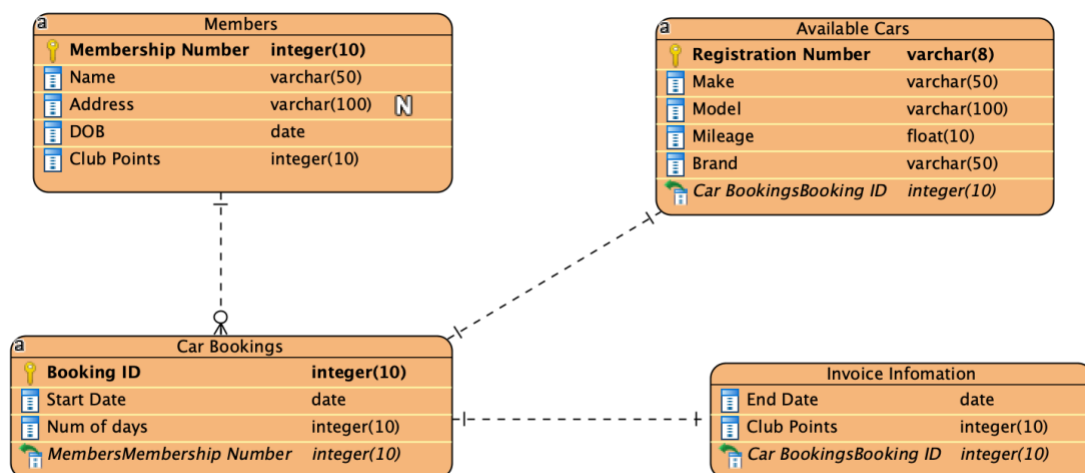 a
Members
Membership Number integer(10)
Name varchar(50)
Address varchar(100) N
DOB date
Club Points integer(10)
a
Available Cars
Registration Number varchar(8)
Make varchar(50)
Model varchar(100)
Mileage float(10)
Brand varchar(50)
Car BookingsBooking ID integer(10)
a
Car Bookings
Booking ID integer(10)
Start Date date
Num of days integer(10)
MembersMembership Number integer(10)
Invoice Infomation
End Date date
Club Points integer(10)
Car BookingsBooking ID integer(10)